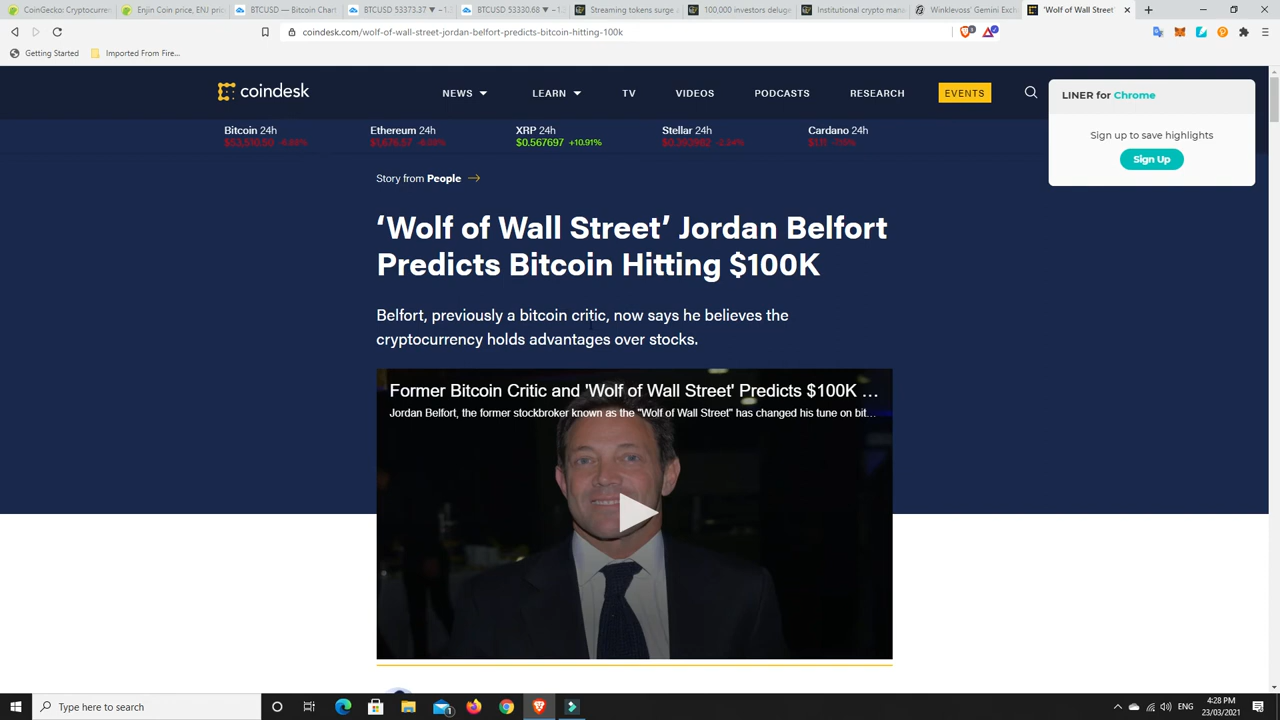 CoinGecko: Cryptocurren
Enjin Coin price, ENJ pric
BTCUSD — Bitcoin Chart
BTCUSD 53373.37 ▼ −1.2
BTCUSD 53330.68 ▼ −1.
Streaming tokens surge a
100,000 investors deluge
Institutional crypto mana
Winklevoss' Gemini Exch
'Wolf of Wall Street'
coindesk.com/wolf-of-wall-street-jordan-belfort-predicts-bitcoin-hitting-100k
Getting Started
Imported From Fire...
coindesk
NEWS
LEARN
TV
VIDEOS
PODCASTS
RESEARCH
EVENTS
LINER for Chrome
Sign up to save highlights
Sign Up
Bitcoin 24h
Ethereum 24h
XRP 24h
$0.567697 +10.91%
Stellar 24h
Cardano 24h
Story from People →
‘Wolf of Wall Street’ Jordan Belfort
Predicts Bitcoin Hitting $100K
Belfort, previously a bitcoin critic, now says he believes the
cryptocurrency holds advantages over stocks.
Former Bitcoin Critic and 'Wolf of Wall Street' Predicts $100K ...
Jordan Belfort, the former stockbroker known as the "Wolf of Wall Street" has changed his tune on bit...
Type here to search
ENG
4:28 PM
23/03/2021